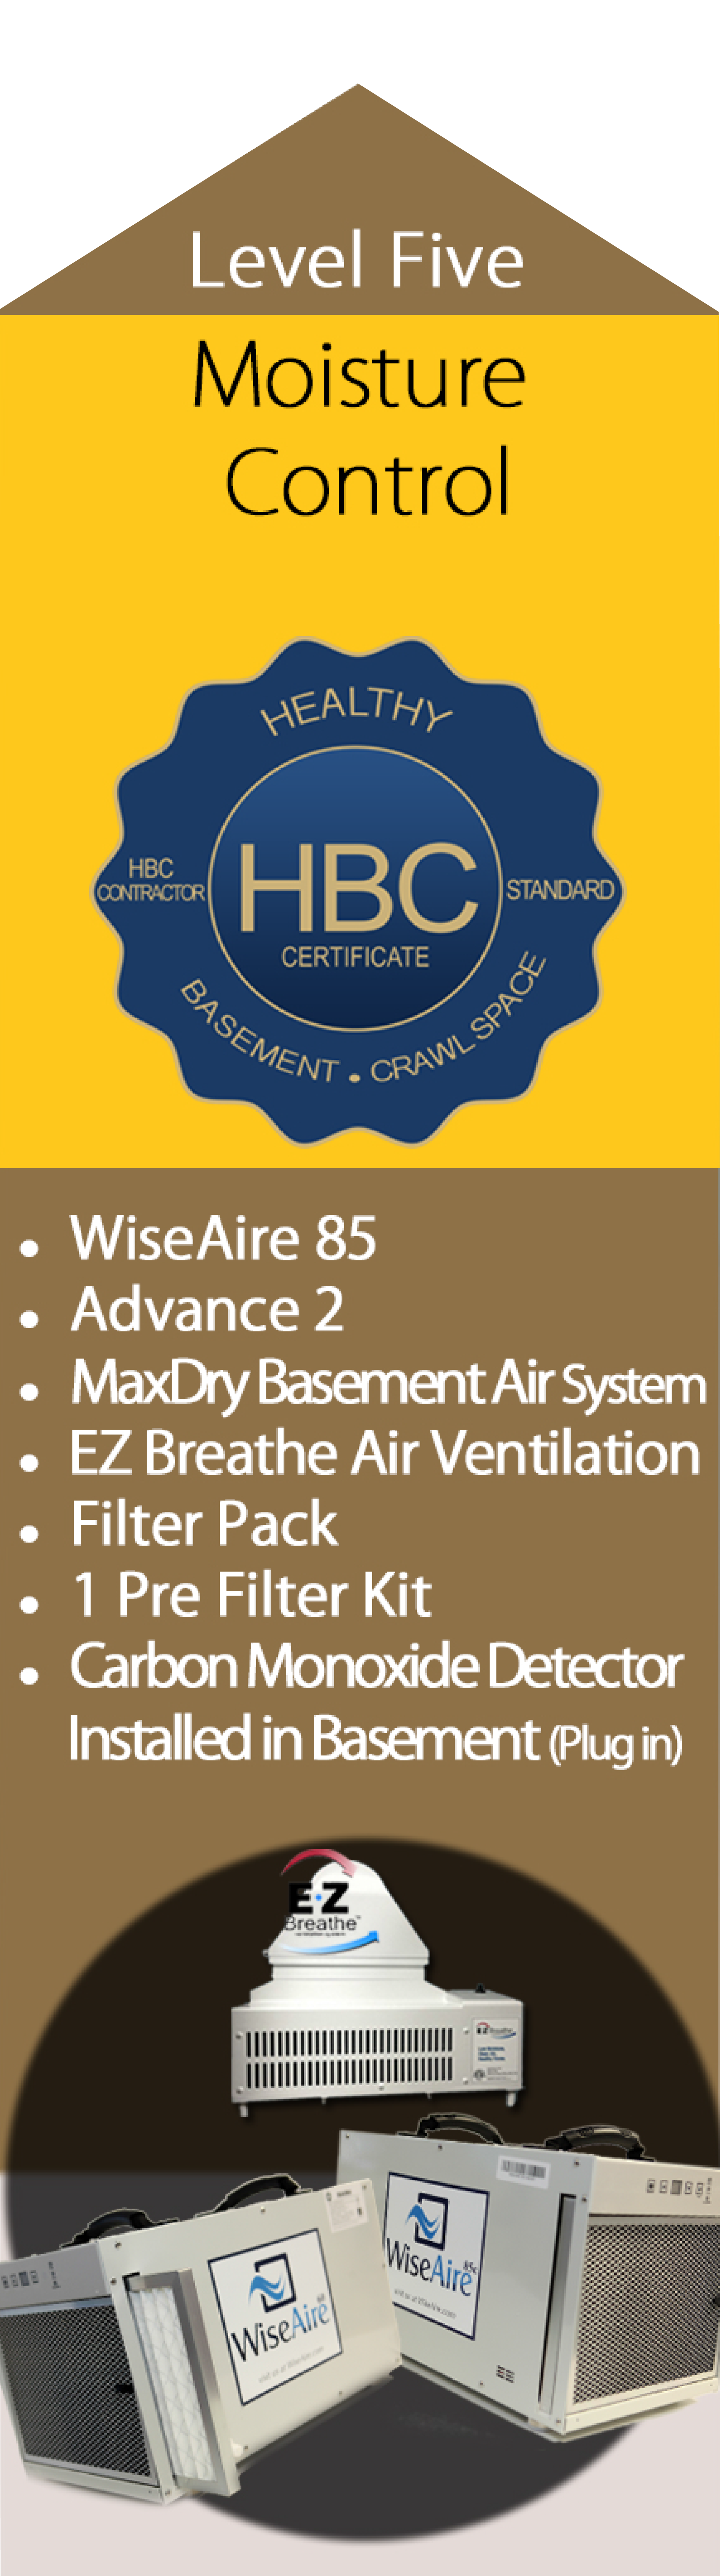 Level Five
Moisture
Control
HEALTHY
HBC
CONTRACTOR
HBC
CERTIFICATE
STANDARD
BASEMENT • CRAWL SPACE
• WiseAire 85
• Advance 2
• MaxDry Basement Air System
• EZ Breathe Air Ventilation
• Filter Pack
• 1 Pre Filter Kit
• Carbon Monoxide Detector
Installed in Basement (Plug in)
E·Z
Breathe™
EZ Breathe
WiseAire 85c
WiseAire